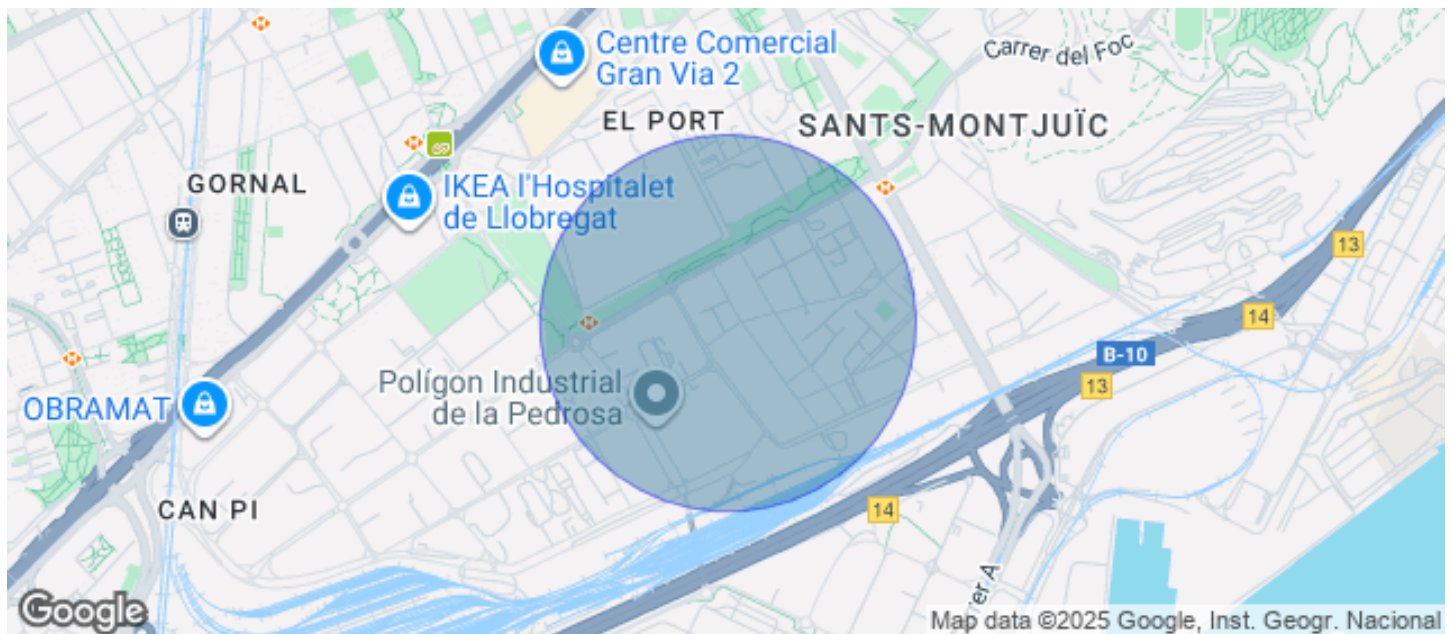 Centre Comercial
Gran Via 2
Carrer del Foc
EL PORT
SANTS-MONTJUÏC
GORNAL
IKEA l'Hospitalet
de Llobregat
13
14
B-10
13
Polígon Industrial
de la Pedrosa
OBRAMAT
CAN PI
14
er A
Google
Map data ©2025 Google, Inst. Geogr. Nacional